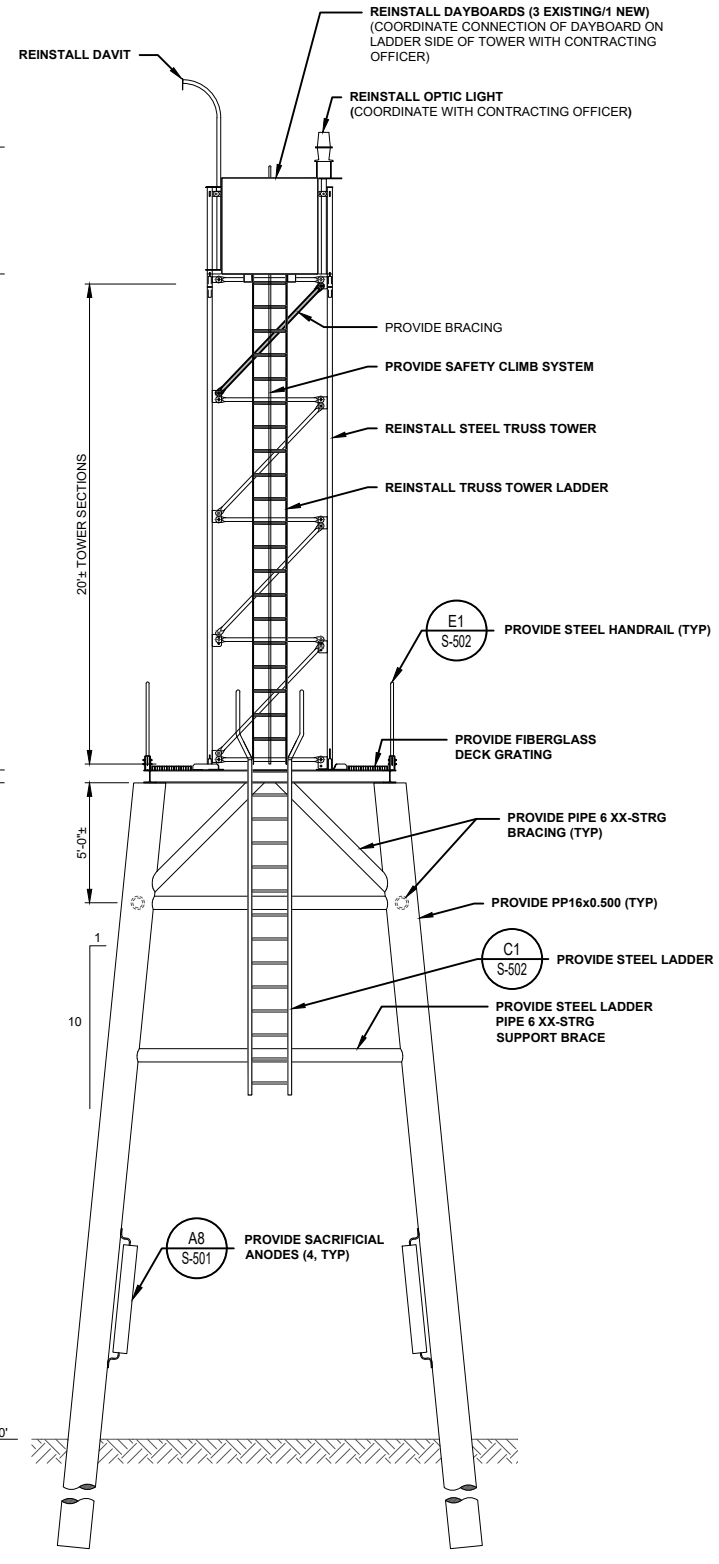 REINSTALL DAYBOARDS (3 EXISTING/1 NEW)
(COORDINATE CONNECTION OF DAYBOARD ON
LADDER SIDE OF TOWER WITH CONTRACTING
OFFICER)
REINSTALL DAVIT
REINSTALL OPTIC LIGHT
(COORDINATE WITH CONTRACTING OFFICER)
PROVIDE BRACING
PROVIDE SAFETY CLIMB SYSTEM
REINSTALL STEEL TRUSS TOWER
REINSTALL TRUSS TOWER LADDER
20'± TOWER SECTIONS
E1
S-502
PROVIDE STEEL HANDRAIL (TYP)
PROVIDE FIBERGLASS
DECK GRATING
5'-0"±
PROVIDE PIPE 6 XX-STRG
BRACING (TYP)
PROVIDE PP16x0.500 (TYP)
1
10
C1
S-502
PROVIDE STEEL LADDER
PROVIDE STEEL LADDER
PIPE 6 XX-STRG
SUPPORT BRACE
A8
S-501
PROVIDE SACRIFICIAL
ANODES (4, TYP)
0'